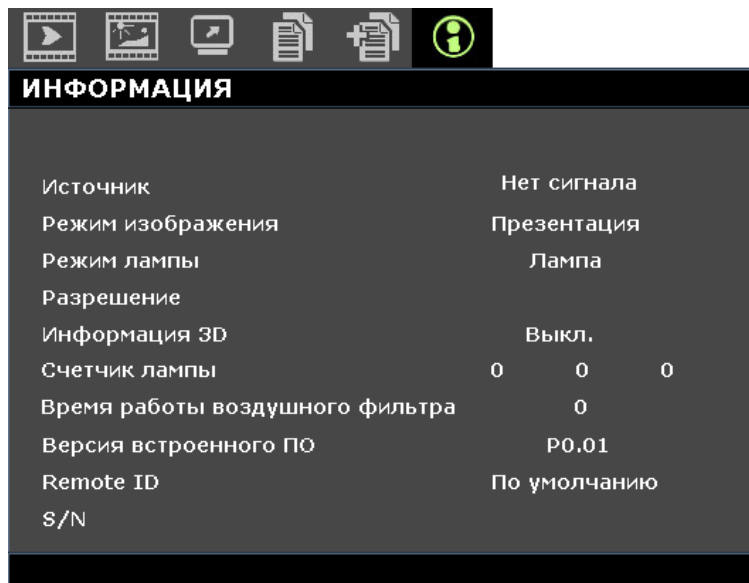 ИНФОРМАЦИЯ
Источник Нет сигнала
Режим изображения Презентация
Режим лампы Лампа
Разрешение
Информация 3D Выкл.
Счетчик лампы 0 0 0
Время работы воздушного фильтра 0
Версия встроенного ПО P0.01
Remote ID По умолчанию
S/N